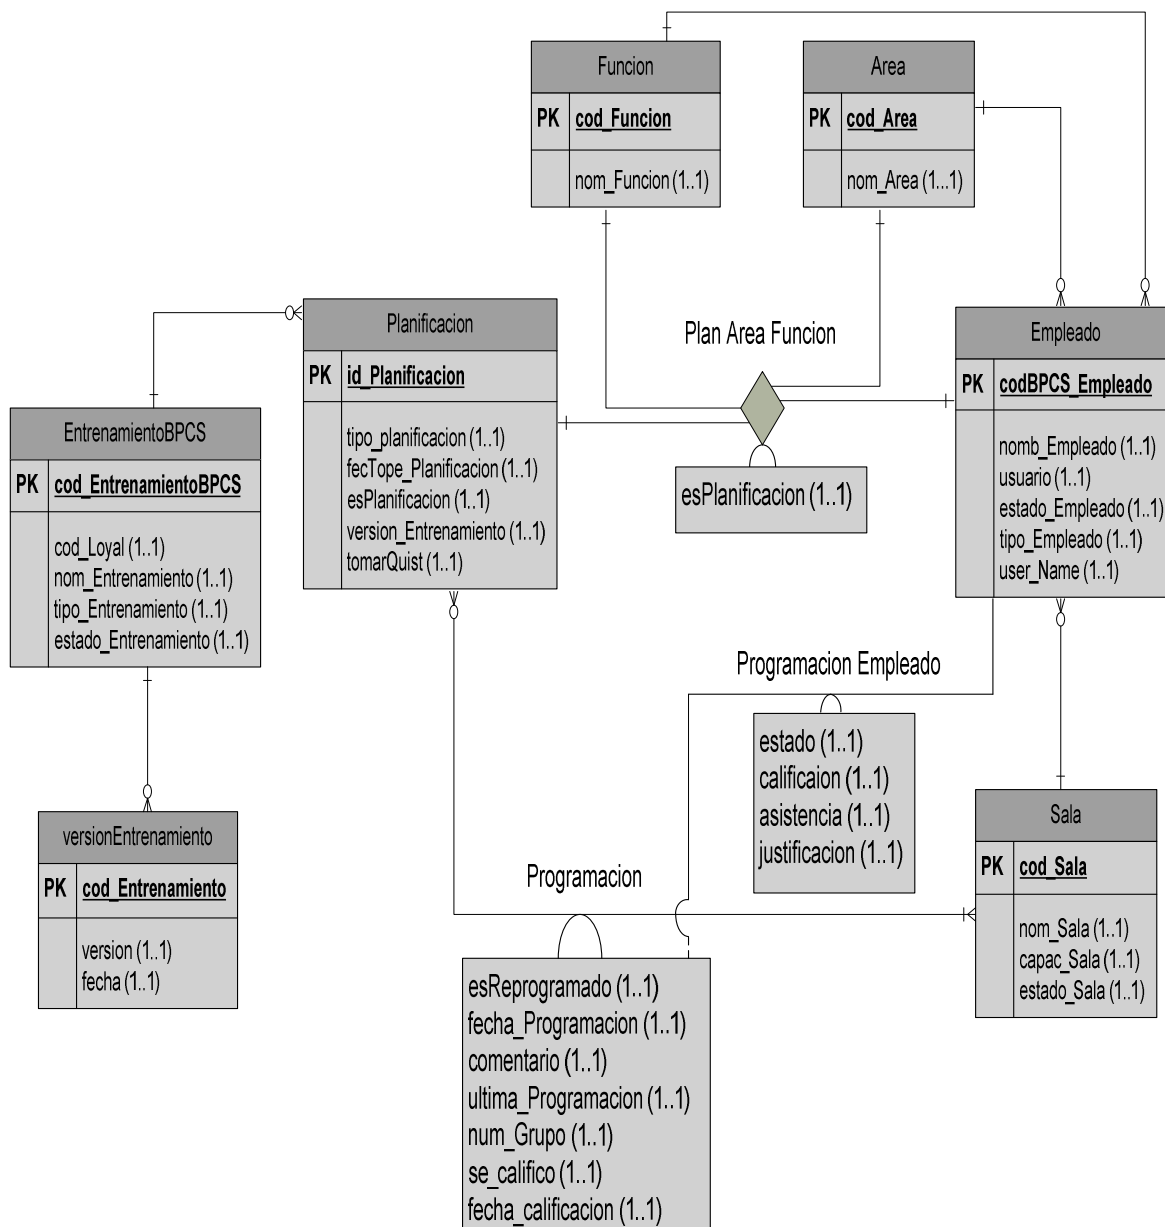 Funcion
PK cod_Funcion
nom_Funcion (1..1)
Area
PK cod_Area
nom_Area (1...1)
Planificacion
PK id_Planificacion
tipo_planificacion (1..1)
fecTope_Planificacion (1..1)
esPlanificacion (1..1)
version_Entrenamiento (1..1)
tomarQuist (1..1)
Plan Area Funcion
esPlanificacion (1..1)
Empleado
PK codBPCS_Empleado
nomb_Empleado (1..1)
usuario (1..1)
estado_Empleado (1..1)
tipo_Empleado (1..1)
user_Name (1..1)
EntrenamientoBPCS
PK cod_EntrenamientoBPCS
cod_Loyal (1..1)
nom_Entrenamiento (1..1)
tipo_Entrenamiento (1..1)
estado_Entrenamiento (1..1)
Programacion Empleado
estado (1..1)
calificaion (1..1)
asistencia (1..1)
justificacion (1..1)
versionEntrenamiento
PK cod_Entrenamiento
version (1..1)
fecha (1..1)
Sala
PK cod_Sala
nom_Sala (1..1)
capac_Sala (1..1)
estado_Sala (1..1)
Programacion
esReprogramado (1..1)
fecha_Programacion (1..1)
comentario (1..1)
ultima_Programacion (1..1)
num_Grupo (1..1)
se_califico (1..1)
fecha_calificacion (1..1)